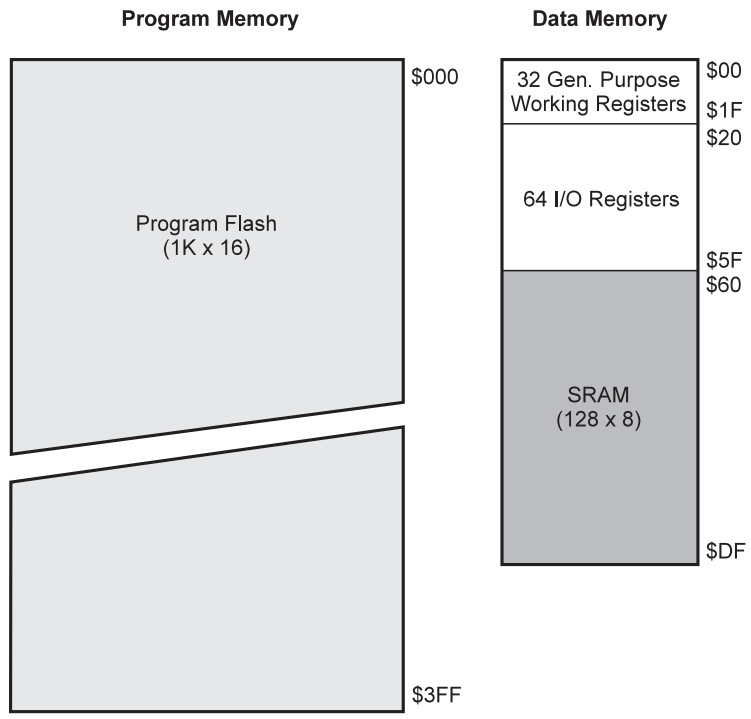 Program Memory
$000
Program Flash
(1K x 16)
$3FF
Data Memory
32 Gen. Purpose
Working Registers
$00
$1F
$20
64 I/O Registers
$5F
$60
SRAM
(128 x 8)
$DF